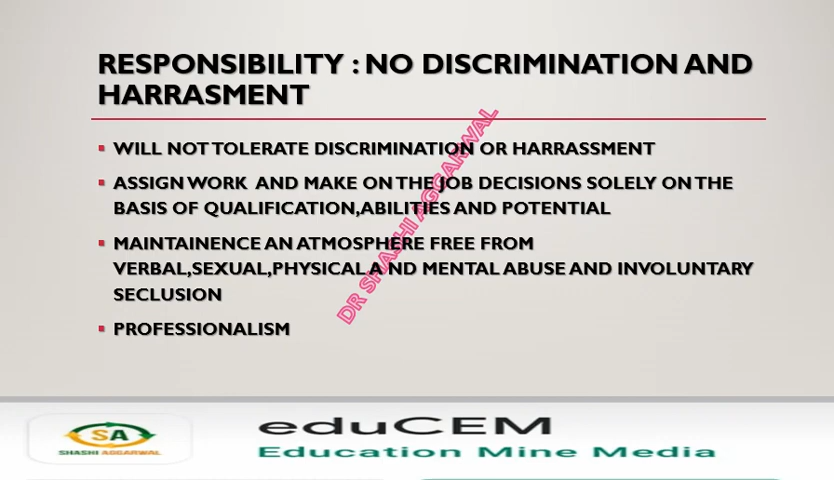 RESPONSIBILITY : NO DISCRIMINATION AND
HARRASMENT
WILL NOT TOLERATE DISCRIMINATION OR HARRASSMENT
ASSIGN WORK AND MAKE ON THE JOB DECISIONS SOLELY ON THE
BASIS OF QUALIFICATION,ABILITIES AND POTENTIAL
MAINTAINENCE AN ATMOSPHERE FREE FROM
VERBAL,SEXUAL,PHYSICAL A ND MENTAL ABUSE AND INVOLUNTARY
SECLUSION
PROFESSIONALISM
DR SHASHI AGGARWAL
SA
SHASHI AGGARWAL
eduCEM
Education Mine Media